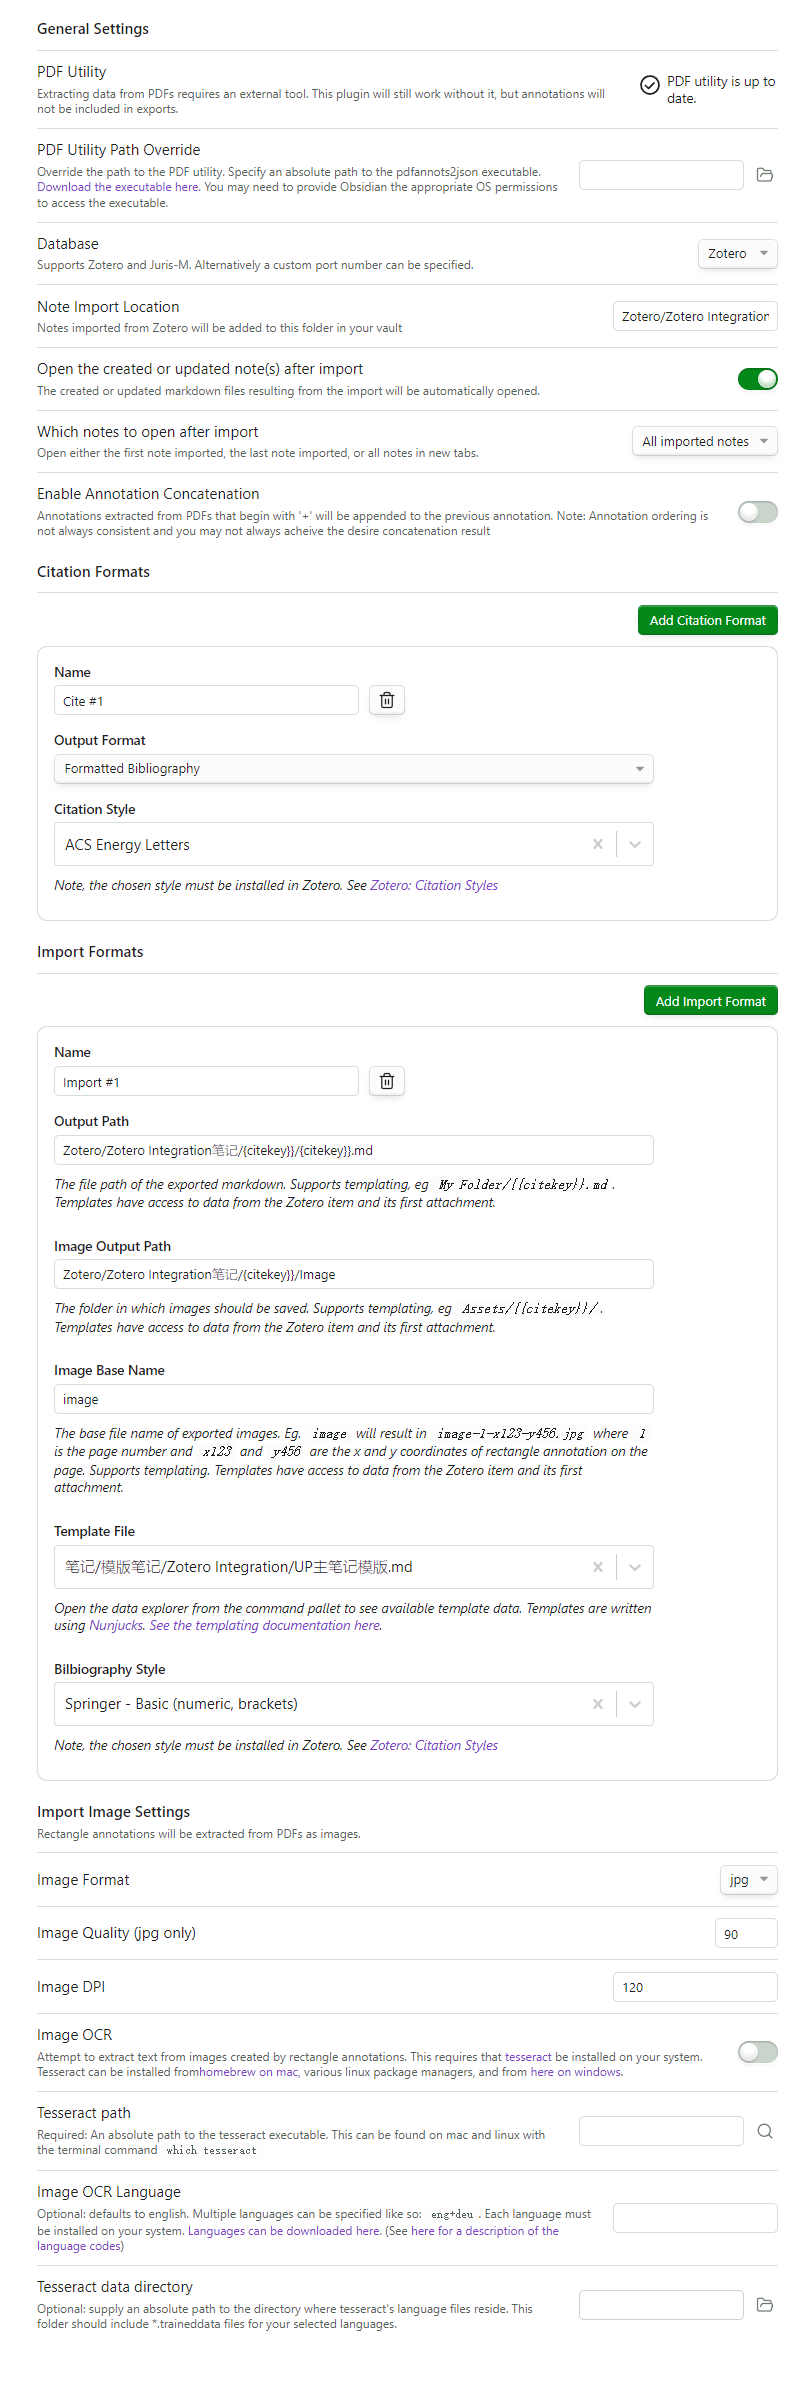 General Settings
PDF Utility
Extracting data from PDFs requires an external tool. This plugin will still work without it, but annotations will
not be included in exports.
PDF utility is up to
date.
PDF Utility Path Override
Override the path to the PDF utility. Specify an absolute path to the pdfannots2json executable.
Download the executable here. You may need to provide Obsidian the appropriate OS permissions
to access the executable.
Database
Supports Zotero and Juris-M. Alternatively a custom port number can be specified.
Zotero
Note Import Location
Notes imported from Zotero will be added to this folder in your vault
Zotero/Zotero Integration
Open the created or updated note(s) after import
The created or updated markdown files resulting from the import will be automatically opened.
Which notes to open after import
Open either the first note imported, the last note imported, or all notes in new tabs.
All imported notes
Enable Annotation Concatenation
Annotations extracted from PDFs that begin with '+' will be appended to the previous annotation. Note: Annotation ordering is
not always consistent and you may not always acheive the desire concatenation result
Citation Formats
Add Citation Format
Name
Cite #1
Output Format
Formatted Bibliography
Citation Style
ACS Energy Letters
Note, the chosen style must be installed in Zotero. See Zotero: Citation Styles
Import Formats
Add Import Format
Name
Import #1
Output Path
Zotero/Zotero Integration笔记/{citekey}}/{citekey}}.md
The file path of the exported markdown. Supports templating, eg My Folder/{{citekey}}.md .
Templates have access to data from the Zotero item and its first attachment.
Image Output Path
Zotero/Zotero Integration笔记/{citekey}}/Image
The folder in which images should be saved. Supports templating, eg Assets/{{citekey}}/ .
Templates have access to data from the Zotero item and its first attachment.
Image Base Name
image
The base file name of exported images. Eg. image will result in image-1-x123-y456.jpg where 1
is the page number and x123 and y456 are the x and y coordinates of rectangle annotation on the
page. Supports templating. Templates have access to data from the Zotero item and its first
attachment.
Template File
笔记/模版笔记/Zotero Integration/UP主笔记模版.md
Open the data explorer from the command pallet to see available template data. Templates are written
using Nunjucks. See the templating documentation here.
Bilbiography Style
Springer - Basic (numeric, brackets)
Note, the chosen style must be installed in Zotero. See Zotero: Citation Styles
Import Image Settings
Rectangle annotations will be extracted from PDFs as images.
Image Format
jpg
Image Quality (jpg only)
90
Image DPI
120
Image OCR
Attempt to extract text from images created by rectangle annotations. This requires that tesseract be installed on your system.
Tesseract can be installed fromhomebrew on mac, various linux package managers, and from here on windows.
Tesseract path
Required: An absolute path to the tesseract executable. This can be found on mac and linux with
the terminal command which tesseract
Image OCR Language
Optional: defaults to english. Multiple languages can be specified like so: eng+deu . Each language must
be installed on your system. Languages can be downloaded here. (See here for a description of the
language codes)
Tesseract data directory
Optional: supply an absolute path to the directory where tesseract's language files reside. This
folder should include *.traineddata files for your selected languages.